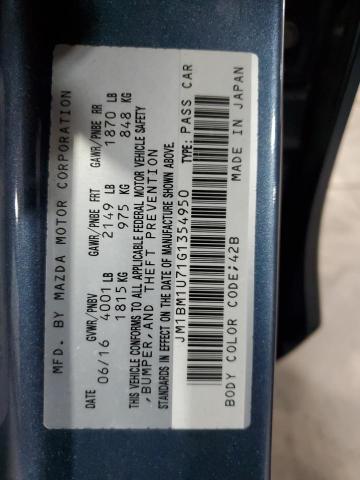 MFD. BY MAZDA MOTOR CORPORATION
DATE GVWR/PNBV GAWR/PNBE FRT GAWR/PNBE RR
06/16 4001 LB 2149 LB 1870 LB
1815 KG 975 KG 848 KG
THIS VEHICLE CONFORMS TO ALL APPLICABLE FEDERAL MOTOR VEHICLE SAFETY
, BUMPER, AND THEFT PREVENTION
STANDARDS IN EFFECT ON THE DATE OF MANUFACTURE SHOWN ABOVE.
JM1BM1U71G1354950 TYPE: PASS CAR
BODY COLOR CODE:42B MADE IN JAPAN